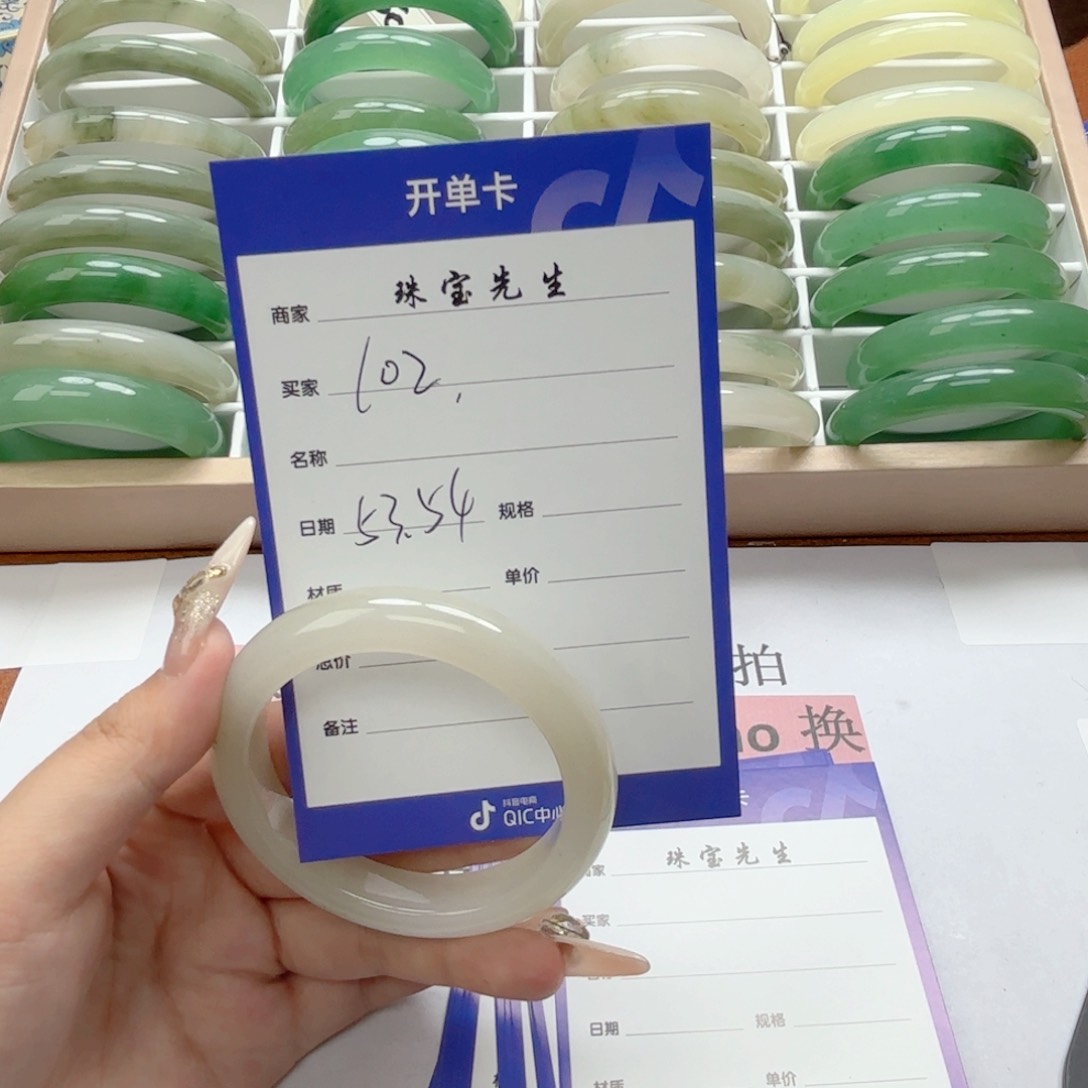 开单卡
商家 珠宝先生
买家 102,
名称
日期 53.54 规格
材质 单价
总价
备注
抖音电商
QIC中心
拍
no 换
卡
商家 珠宝先生
买家
名称
日期 规格
材质 单价